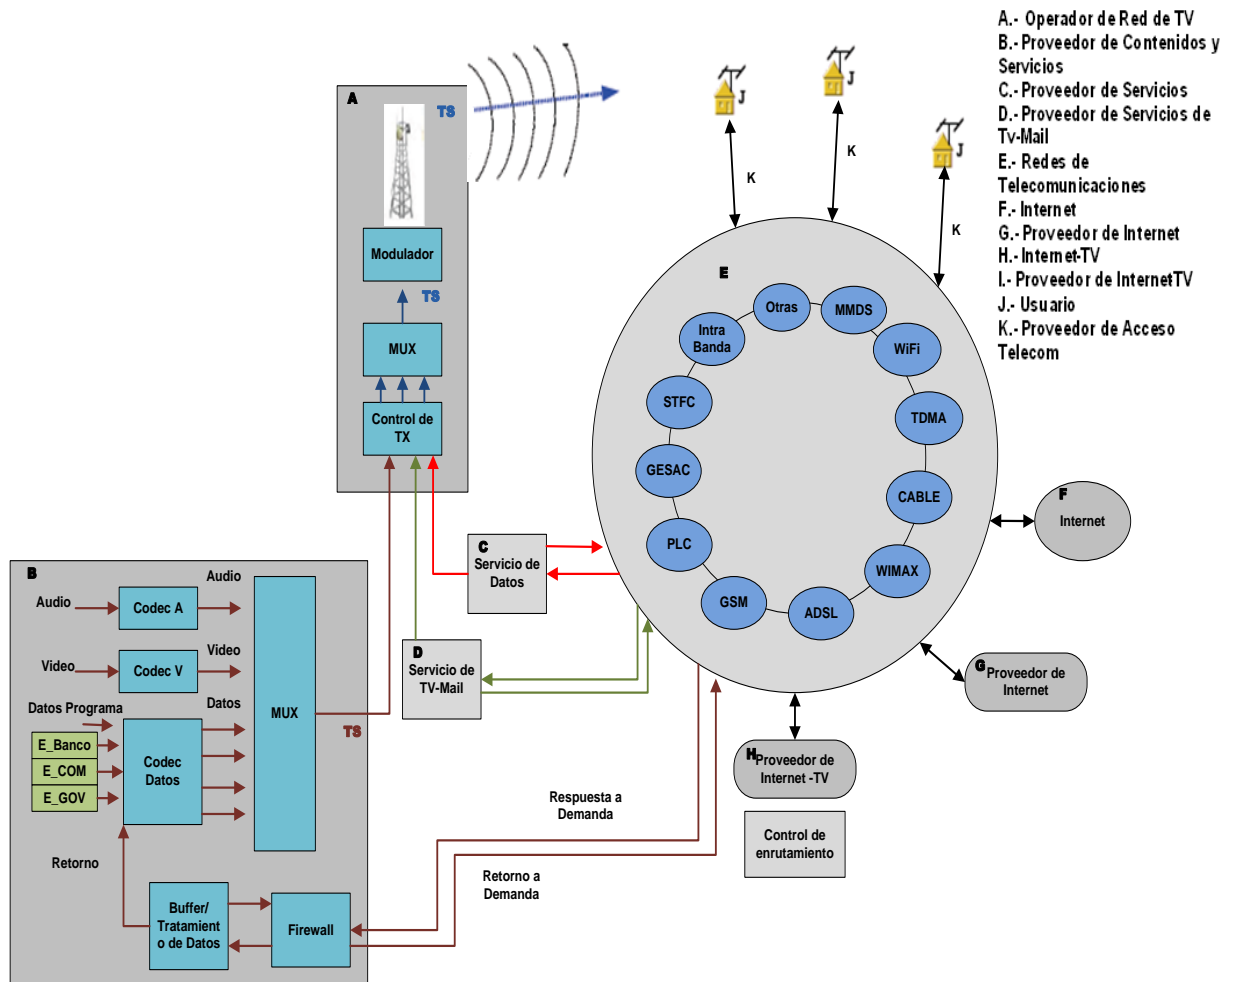 A.- Operador de Red de TV
B.- Proveedor de Contenidos y
Servicios
C.- Proveedor de Servicios
D.- Proveedor de Servicios de
Tv-Mail
E.- Redes de
Telecomunicaciones
F.- Internet
G.- Proveedor de Internet
H.- Internet-TV
I.- Proveedor de InternetTV
J.- Usuario
K.- Proveedor de Acceso
Telecom
A
TS
Modulador
TS
MUX
Control de
TX
J
J
J
K
K
K
E
Otras
MMDS
WiFi
TDMA
CABLE
WIMAX
ADSL
GSM
PLC
GESAC
STFC
Intra
Banda
F
Internet
G
Proveedor de
Internet
H
Proveedor de
Internet -TV
Control de
enrutamiento
C
Servicio de
Datos
D
Servicio de
TV-Mail
B
Audio
Codec A
Audio
Video
Codec V
Video
Datos Programa
Datos
E_Banco
E_COM
E_GOV
Codec
Datos
MUX
TS
Retorno
Buffer/
Tratamient
o de Datos
Firewall
Respuesta a
Demanda
Retorno a
Demanda